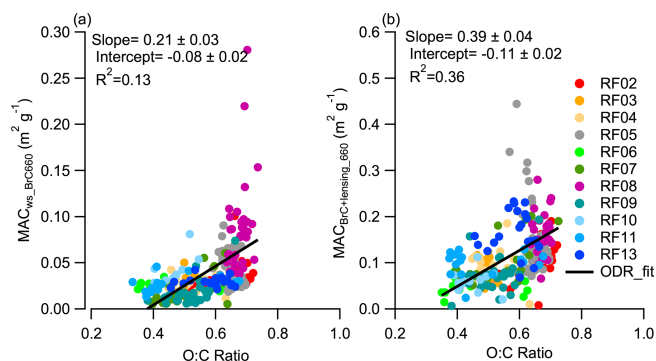 (a)
Slope= 0.21 ± 0.03
Intercept= -0.08 ± 0.02
R²=0.13
0.30
0.25
0.20
0.15
0.10
0.05
0.00
MACws_BrC660 (m² g⁻¹)
0.2 0.4 0.6 0.8 1.0
O:C Ratio
(b)
Slope= 0.39 ± 0.04
Intercept= -0.11 ± 0.02
R²=0.36
0.6
0.5
0.4
0.3
0.2
0.1
0.0
MACBrC+lensing_660 (m² g⁻¹)
0.2 0.4 0.6 0.8 1.0
O:C Ratio
RF02
RF03
RF04
RF05
RF06
RF07
RF08
RF09
RF10
RF11
RF13
ODR_fit